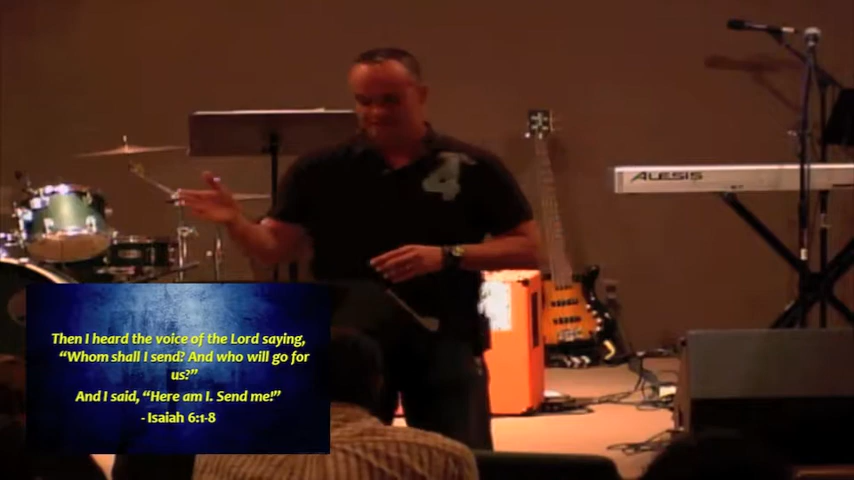 4
ALESIS
Then I heard the voice of the Lord saying,
“Whom shall I send? And who will go for
us?”
And I said, “Here am I. Send me!”
- Isaiah 6:1-8